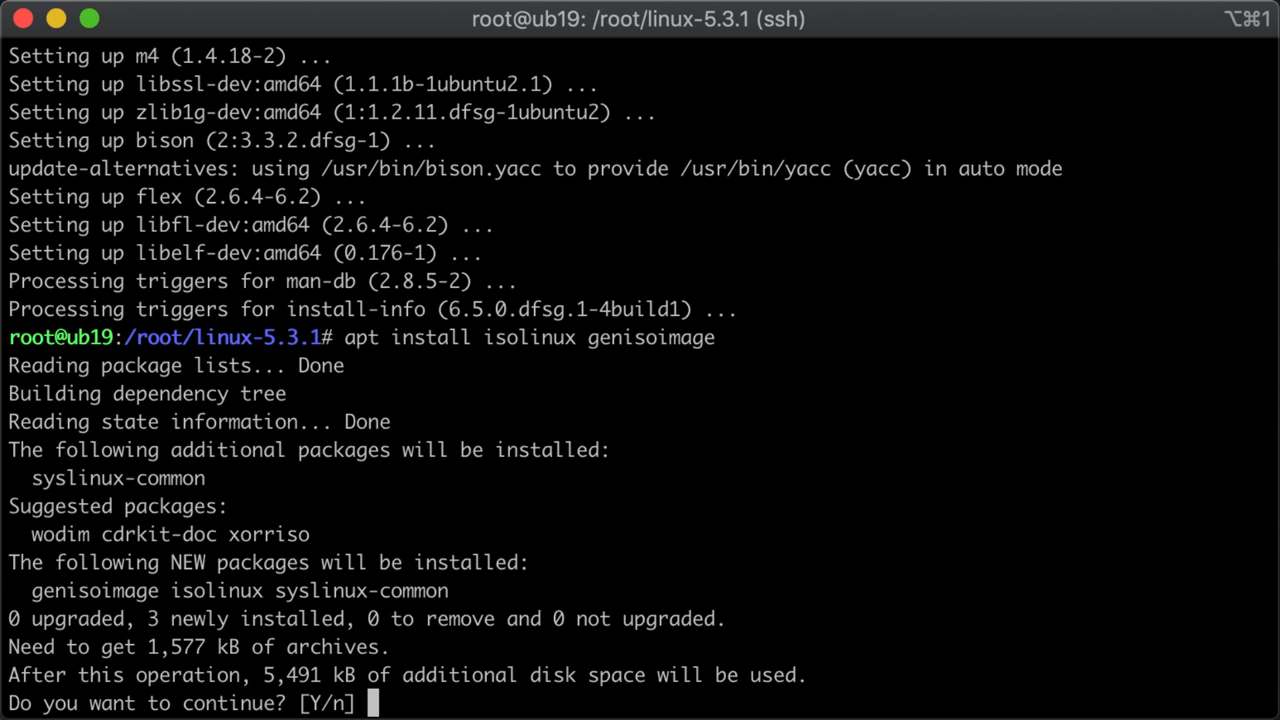 root@ub19: /root/linux-5.3.1 (ssh)
⌥⌘1
Setting up m4 (1.4.18-2) ...
Setting up libssl-dev:amd64 (1.1.1b-1ubuntu2.1) ...
Setting up zlib1g-dev:amd64 (1:1.2.11.dfsg-1ubuntu2) ...
Setting up bison (2:3.3.2.dfsg-1) ...
update-alternatives: using /usr/bin/bison.yacc to provide /usr/bin/yacc (yacc) in auto mode
Setting up flex (2.6.4-6.2) ...
Setting up libfl-dev:amd64 (2.6.4-6.2) ...
Setting up libelf-dev:amd64 (0.176-1) ...
Processing triggers for man-db (2.8.5-2) ...
Processing triggers for install-info (6.5.0.dfsg.1-4build1) ...
root@ub19:/root/linux-5.3.1# apt install isolinux genisoimage
Reading package lists... Done
Building dependency tree
Reading state information... Done
The following additional packages will be installed:
  syslinux-common
Suggested packages:
  wodim cdrkit-doc xorriso
The following NEW packages will be installed:
  genisoimage isolinux syslinux-common
0 upgraded, 3 newly installed, 0 to remove and 0 not upgraded.
Need to get 1,577 kB of archives.
After this operation, 5,491 kB of additional disk space will be used.
Do you want to continue? [Y/n]